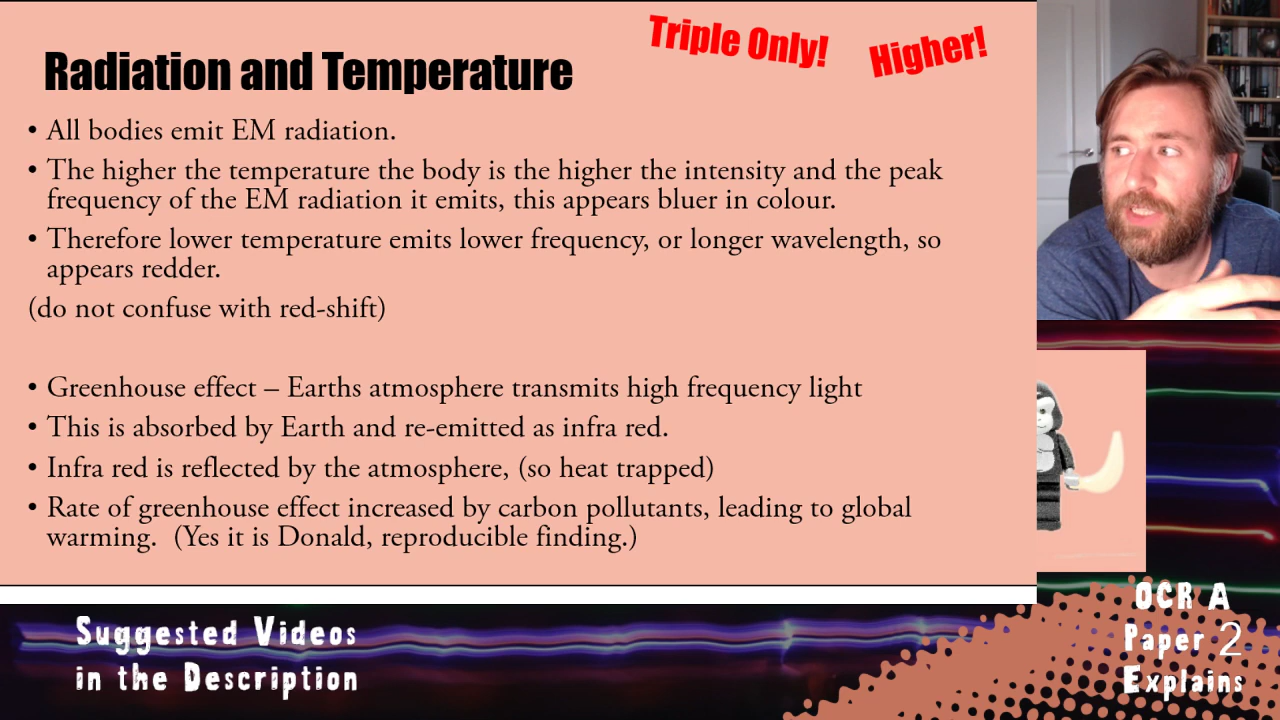 Triple Only!
Higher!
Radiation and Temperature
• All bodies emit EM radiation.
• The higher the temperature the body is the higher the intensity and the peak
frequency of the EM radiation it emits, this appears bluer in colour.
• Therefore lower temperature emits lower frequency, or longer wavelength, so
appears redder.
(do not confuse with red-shift)
• Greenhouse effect – Earths atmosphere transmits high frequency light
• This is absorbed by Earth and re-emitted as infra red.
• Infra red is reflected by the atmosphere, (so heat trapped)
• Rate of greenhouse effect increased by carbon pollutants, leading to global
warming. (Yes it is Donald, reproducible finding.)
Suggested Videos
in the Description
OCR A
Paper 2
Explains